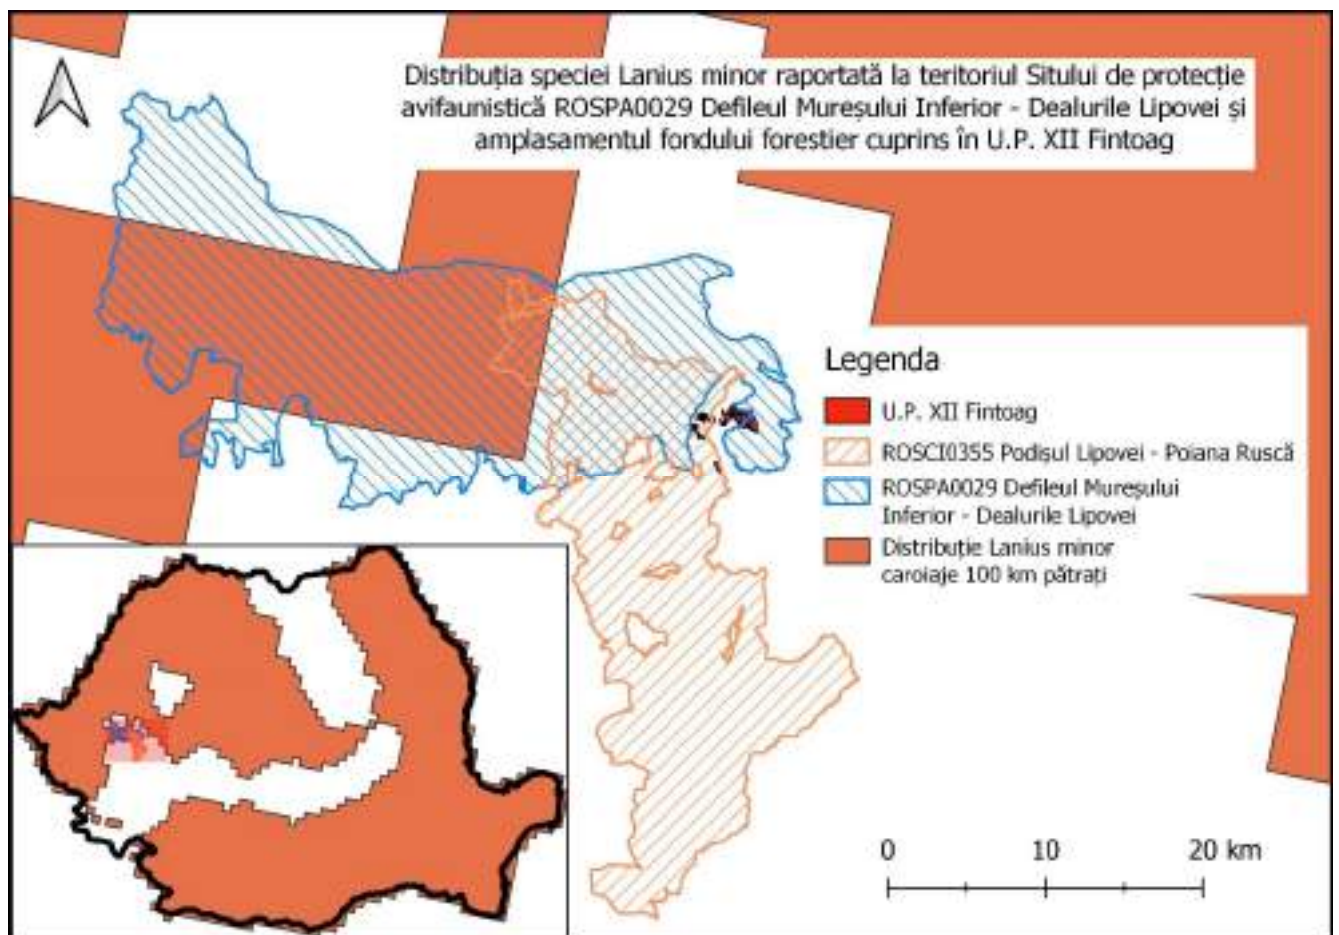 Distribuția speciei Lanius minor raportată la teritoriul Sitului de protecție
avifaunistică ROSPA0029 Defileul Mureșului Inferior - Dealurile Lipovei și
amplasamentul fondului forestier cuprins în U.P. XII Fintoag
Legenda
U.P. XII Fintoag
ROSCI0355 Podișul Lipovei - Poiana Ruscă
ROSPA0029 Defileul Mureșului
Inferior - Dealurile Lipovei
Distribuție Lanius minor
caroiaje 100 km pătrați
0 10 20 km